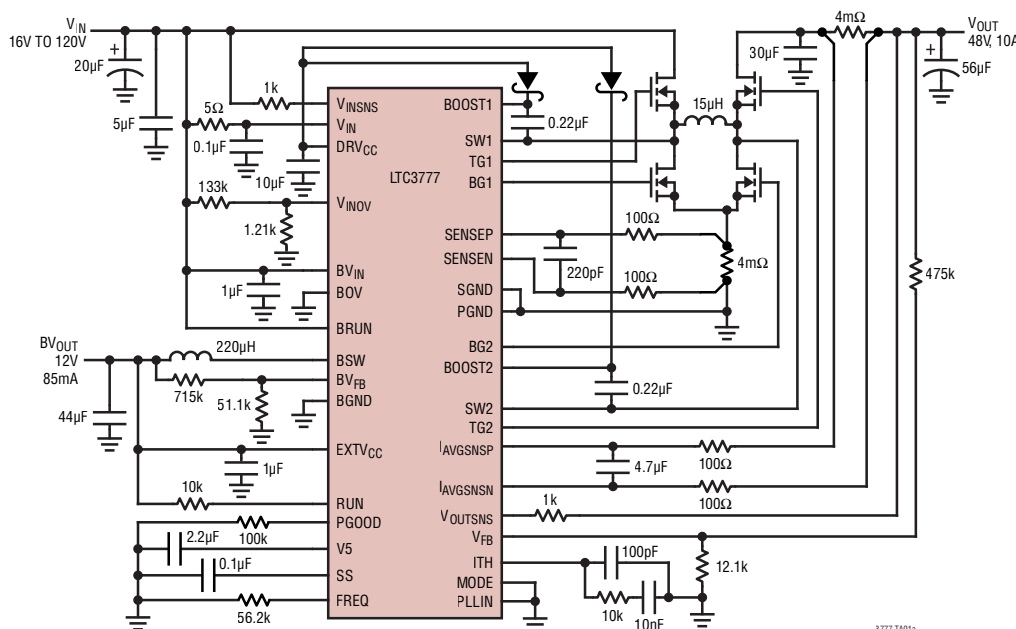 VIN
16V TO 120V
20µF
+
5µF
1k
5Ω
0.1µF
10µF
133k
1.21k
1µF
BVOUT
12V
85mA
220µH
715k
51.1k
44µF
1µF
10k
100k
2.2µF
0.1µF
56.2k
VINSNS
VIN
DRVCC
LTC3777
VINOV
BVIN
BOV
BRUN
BSW
BVFB
BGND
EXTVCC
RUN
PGOOD
V5
SS
FREQ
BOOST1
SW1
TG1
BG1
SENSEP
SENSEN
SGND
PGND
BG2
BOOST2
SW2
TG2
IAVGSNSP
IAVGSNSN
VOUTSNS
VFB
ITH
MODE
PLLIN
0.22µF
15µH
30µF
4mΩ
VOUT
48V, 10A
+
56µF
100Ω
220pF
100Ω
4mΩ
475k
0.22µF
4.7µF
100Ω
100Ω
1k
100pF
12.1k
10k
10nF
3777 TA01a